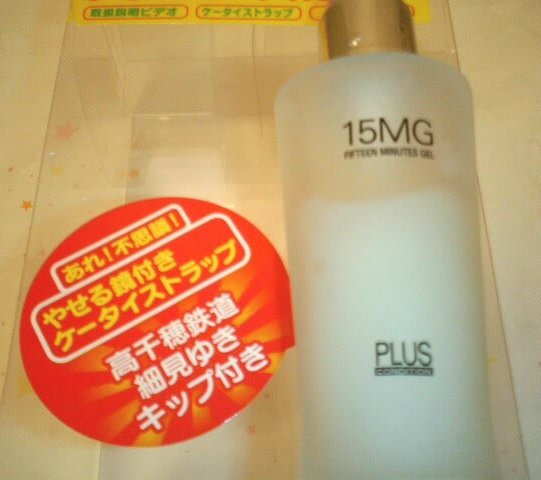 取扱説明ビデオ
ケータイストラップ
15MG
FIFTEEN MINUTES GEL
あれ!不思議!
やせる鏡付き
ケータイストラップ
高千穂鉄道
細見ゆき
キップ付き
PLUS
CONDITION